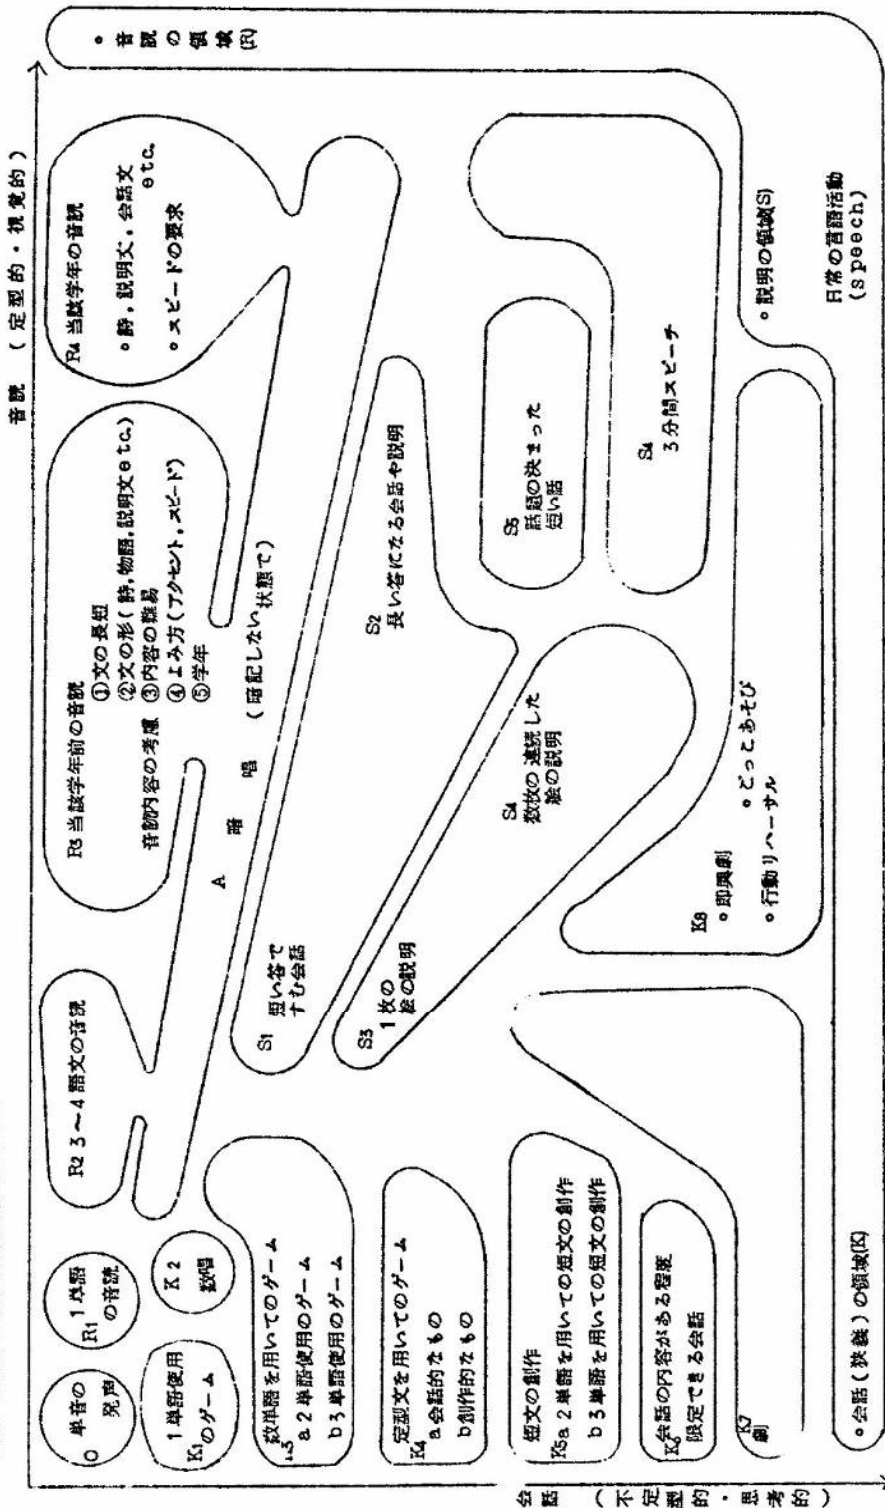 音読 (定型的・視覚的)
会話 (不定型的・思考的)
○ 単音の
発声
R1 1単語
の音読
R2 3～4語文の音読
R3 当該学年前の音読
①文の長短
②文の形(詩,物語,説明文etc.)
音読内容の考慮 ③内容の難易
④よみ方(アクセント,スピード)
⑤学年
R4 当該学年の音読
◦詩,説明文,会話文
etc.
◦スピードの要求
◦音読の領域
(R)
1単語使用
K1のゲーム
K2
数唱
A 暗唱 (暗記しない状態で)
数単語を用いてのゲーム
a2単語使用のゲーム
b3単語使用のゲーム
S1
短い答で
すむ会話
S2
長い答になる会話や説明
定型文を用いてのゲーム
K4
a会話的なもの
b創作的なもの
S3
1枚の
絵の説明
S4
数枚の連続した
絵の説明
S5
話題の決まった
短い話
短文の創作
K5a2単語を用いての短文の創作
b3単語を用いての短文の創作
K6会話の内容がある程度
限定できる会話
S6
3分間スピーチ
K7
劇
K8
◦即興劇
◦どっとあそび
◦行動リハーサル
◦説明の領域(S)
◦会話(狭義)の領域(K)
日常の言語活動
(speech)